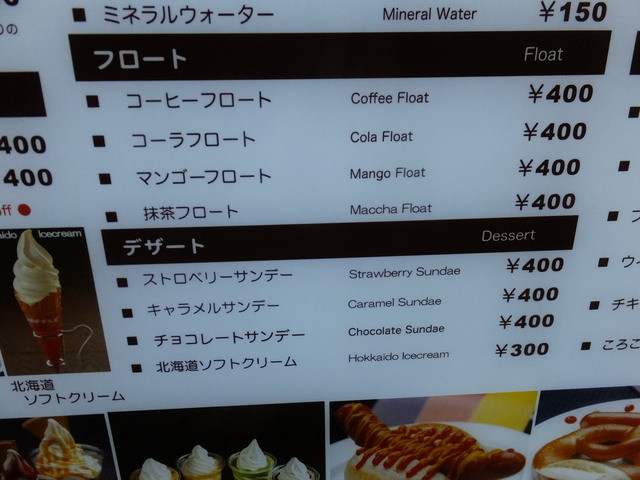 ミネラルウォーター Mineral Water ¥150
フロート Float
コーヒーフロート Coffee Float ¥400
コーラフロート Cola Float ¥400
マンゴーフロート Mango Float ¥400
抹茶フロート Maccha Float ¥400
デザート Dessert
ストロベリーサンデー Strawberry Sundae ¥400
キャラメルサンデー Caramel Sundae ¥400
チョコレートサンデー Chocolate Sundae ¥400
北海道ソフトクリーム Hokkaido Icecream ¥300
400
400
Icecream
北海道
ソフトクリーム